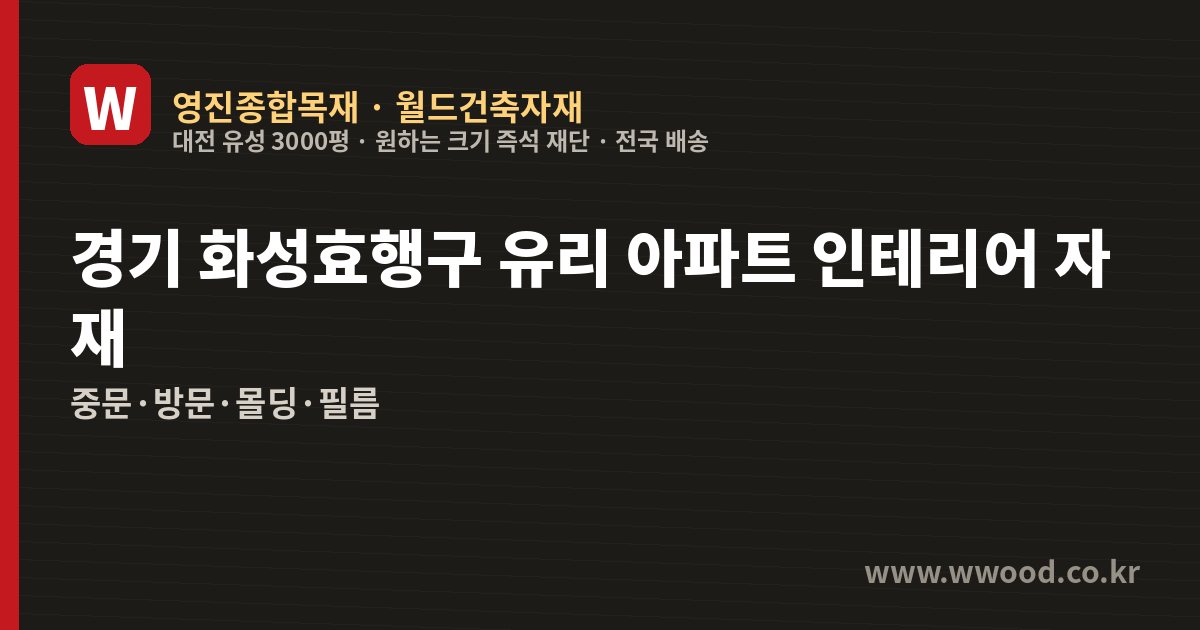 W
영진종합목재 · 월드건축자재
대전 유성 3000평 · 원하는 크기 즉석 재단 · 전국 배송
경기 화성효행구 유리 아파트 인테리어 자
재
중문·방문·몰딩·필름
www.wwood.co.kr